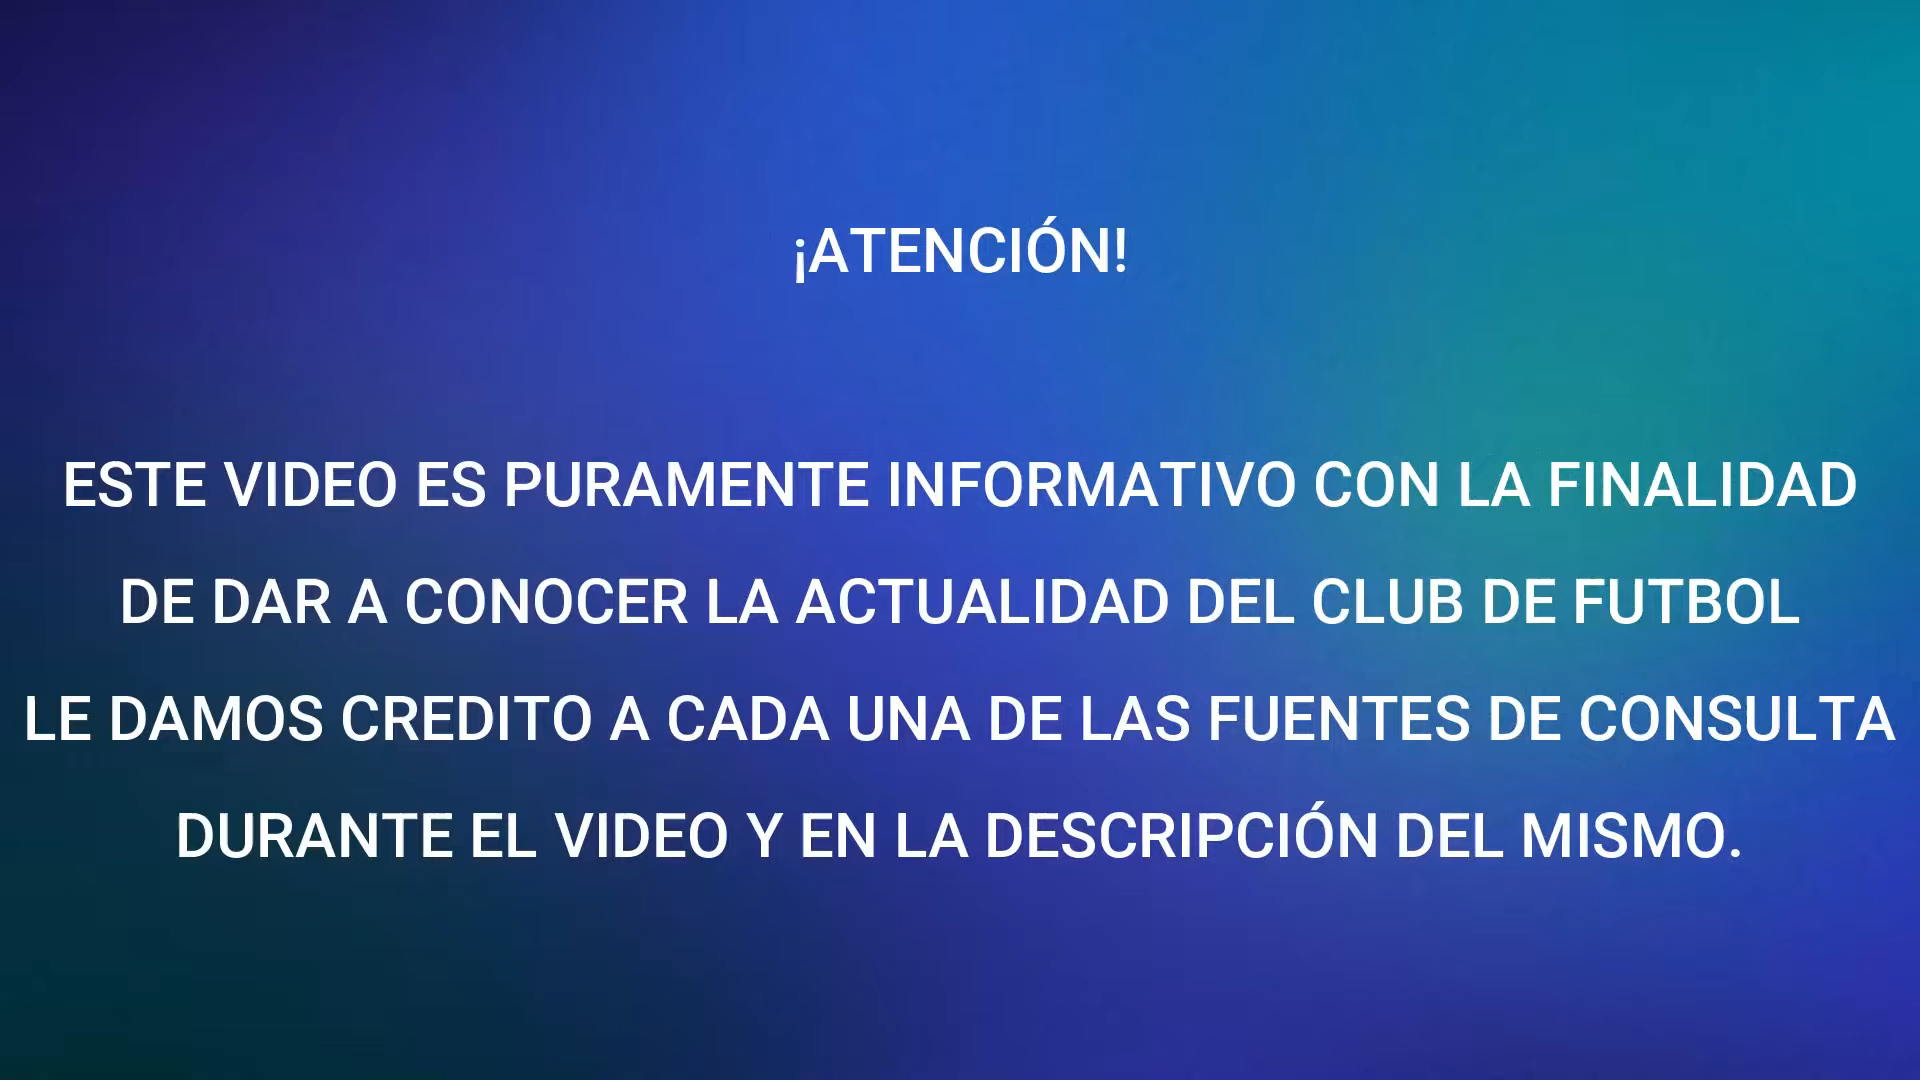 ¡ATENCIÓN!
ESTE VIDEO ES PURAMENTE INFORMATIVO CON LA FINALIDAD
DE DAR A CONOCER LA ACTUALIDAD DEL CLUB DE FUTBOL
LE DAMOS CREDITO A CADA UNA DE LAS FUENTES DE CONSULTA
DURANTE EL VIDEO Y EN LA DESCRIPCIÓN DEL MISMO.